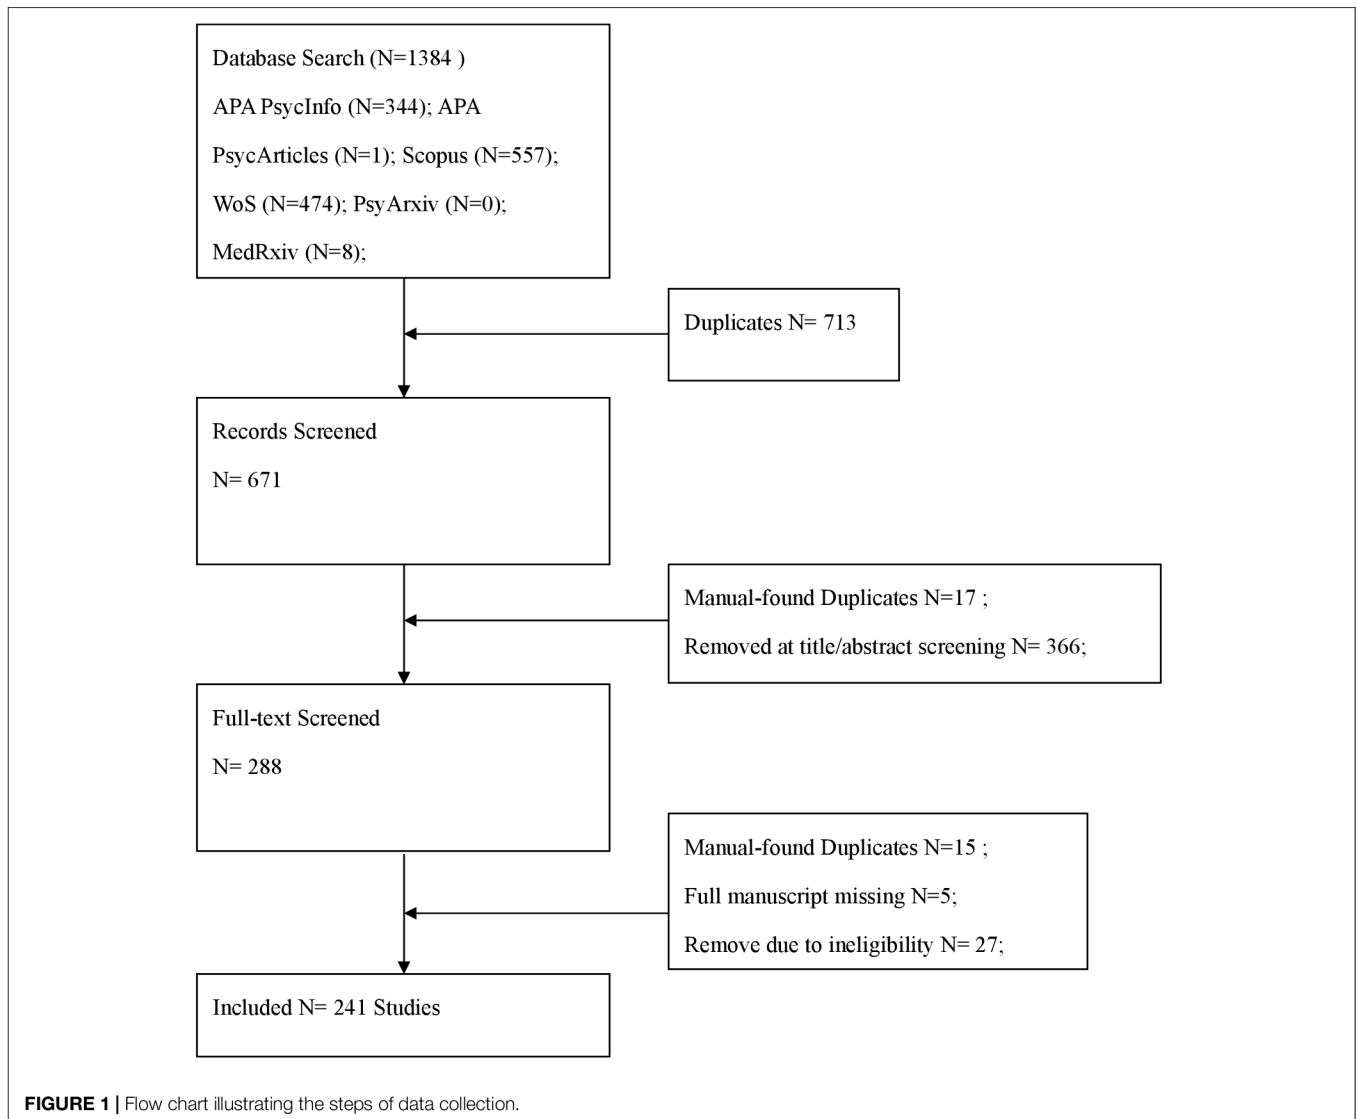 Database Search (N=1384 )
APA PsycInfo (N=344); APA
PsycArticles (N=1); Scopus (N=557);
WoS (N=474); PsyArxiv (N=0);
MedRxiv (N=8);
Duplicates N= 713
Records Screened
N= 671
Manual-found Duplicates N=17 ;
Removed at title/abstract screening N= 366;
Full-text Screened
N= 288
Manual-found Duplicates N=15 ;
Full manuscript missing N=5;
Remove due to ineligibility N= 27;
Included N= 241 Studies
FIGURE 1 | Flow chart illustrating the steps of data collection.